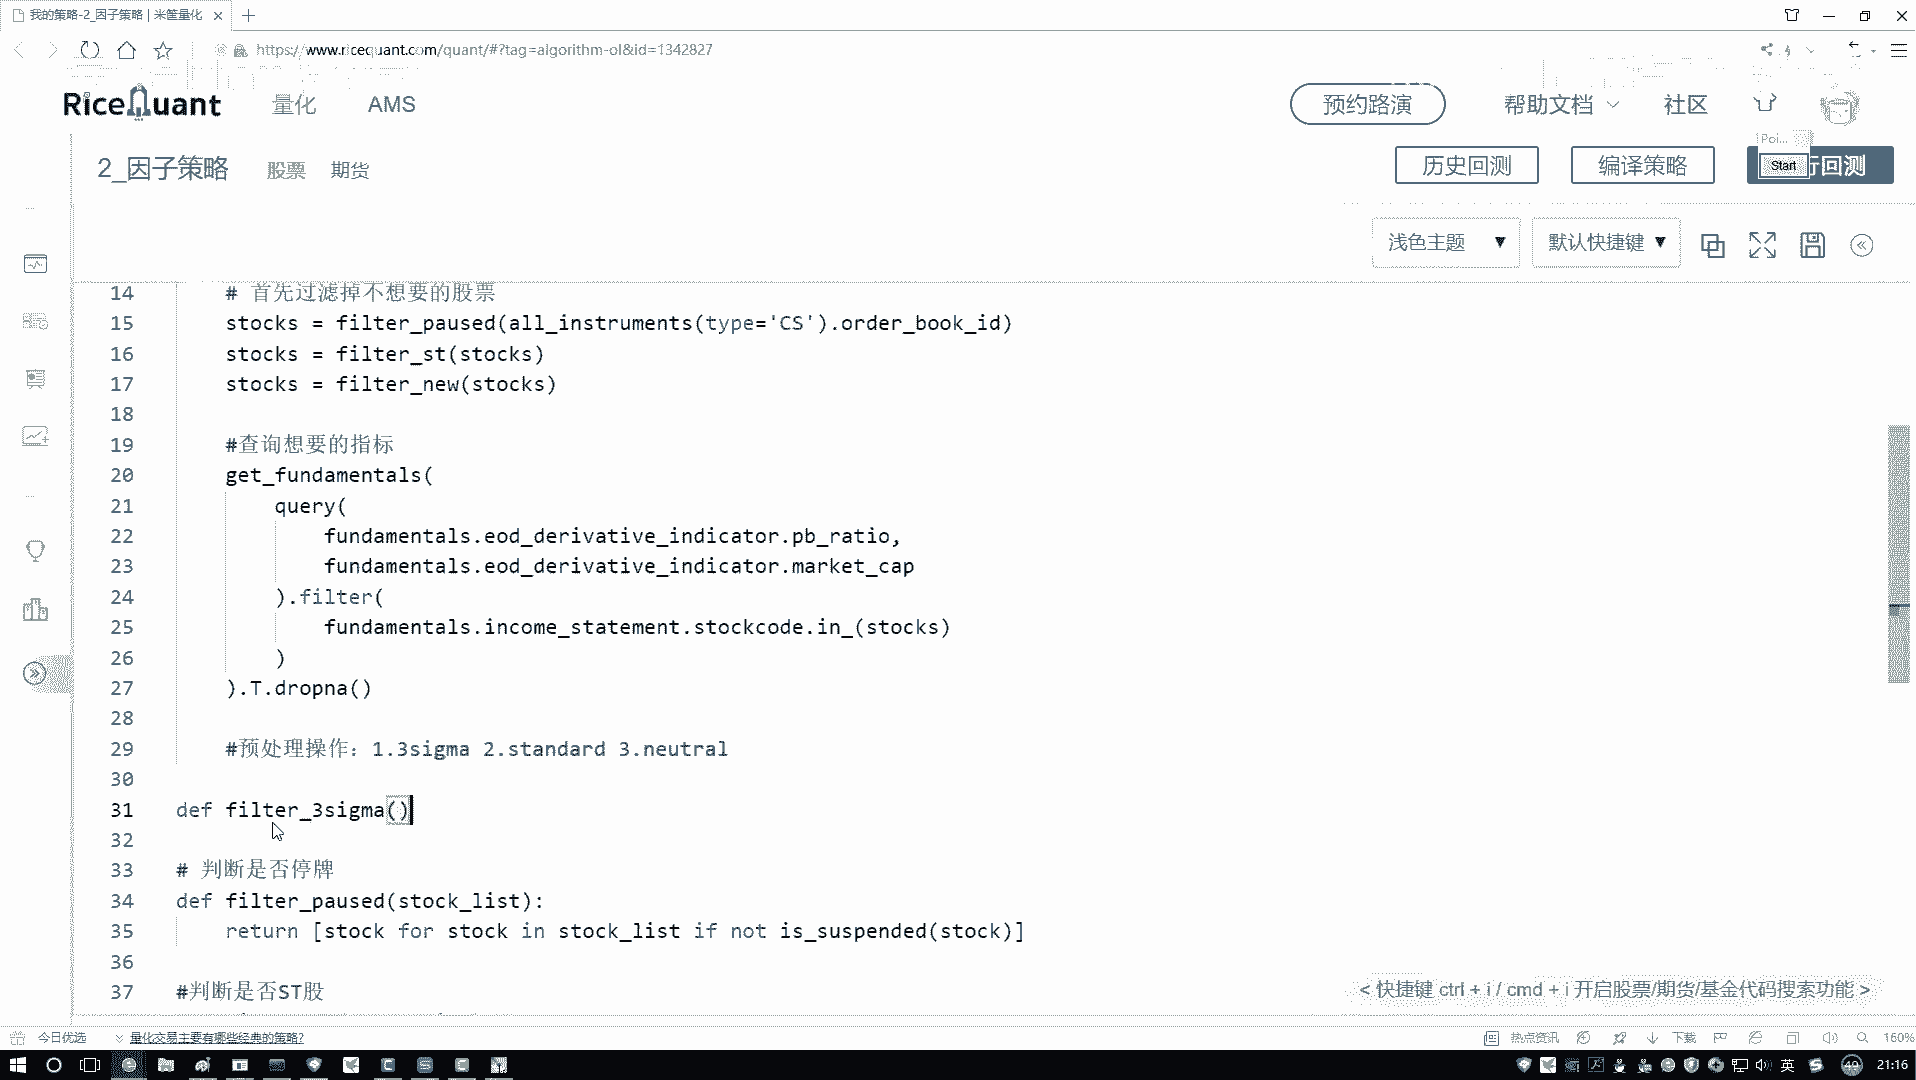 我的策略-2_因子策略 | 米筐量化
https://www.ricequant.com/quant/#?tag=algorithm-ol&id=1342827
RiceQuant 量化 AMS 预约路演 帮助文档 社区
Poi...
2_因子策略 股票 期货 历史回测 编译策略 Start 行回测
浅色主题 ▼ 默认快捷键 ▼
14 # 首先过滤掉不想要的股票
15 stocks = filter_paused(all_instruments(type='CS').order_book_id)
16 stocks = filter_st(stocks)
17 stocks = filter_new(stocks)
18
19 #查询想要的指标
20 get_fundamentals(
21 query(
22 fundamentals.eod_derivative_indicator.pb_ratio,
23 fundamentals.eod_derivative_indicator.market_cap
24 ).filter(
25 fundamentals.income_statement.stockcode.in_(stocks)
26 )
27 ).T.dropna()
28
29 #预处理操作：1.3sigma 2.standard 3.neutral
30
31 def filter_3sigma()
32
33 # 判断是否停牌
34 def filter_paused(stock_list):
35 return [stock for stock in stock_list if not is_suspended(stock)]
36
37 #判断是否ST股
< 快捷键 ctrl + i / cmd + i 开启股票/期货/基金代码搜索功能 >
今日优选 量化交易主要有哪些经典的策略? 热点资讯 下载 160%
英 49 21:16